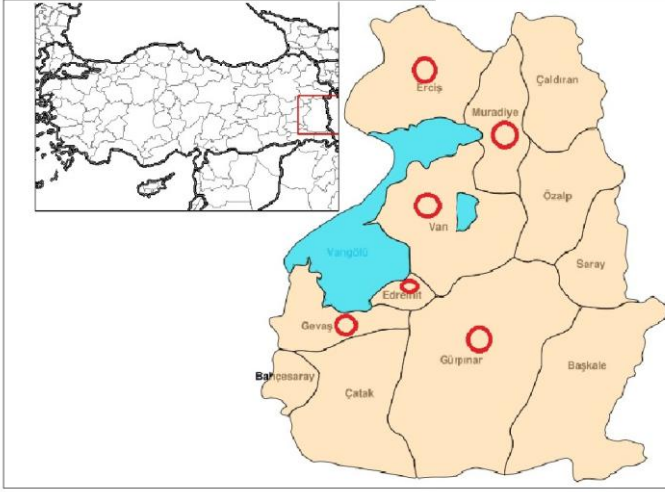 Erciş
Çaldıran
Muradiye
Özalp
Van
Vangölü
Saray
Edremit
Gevaş
Gürpınar
Başkale
Bahçesaray
Çatak